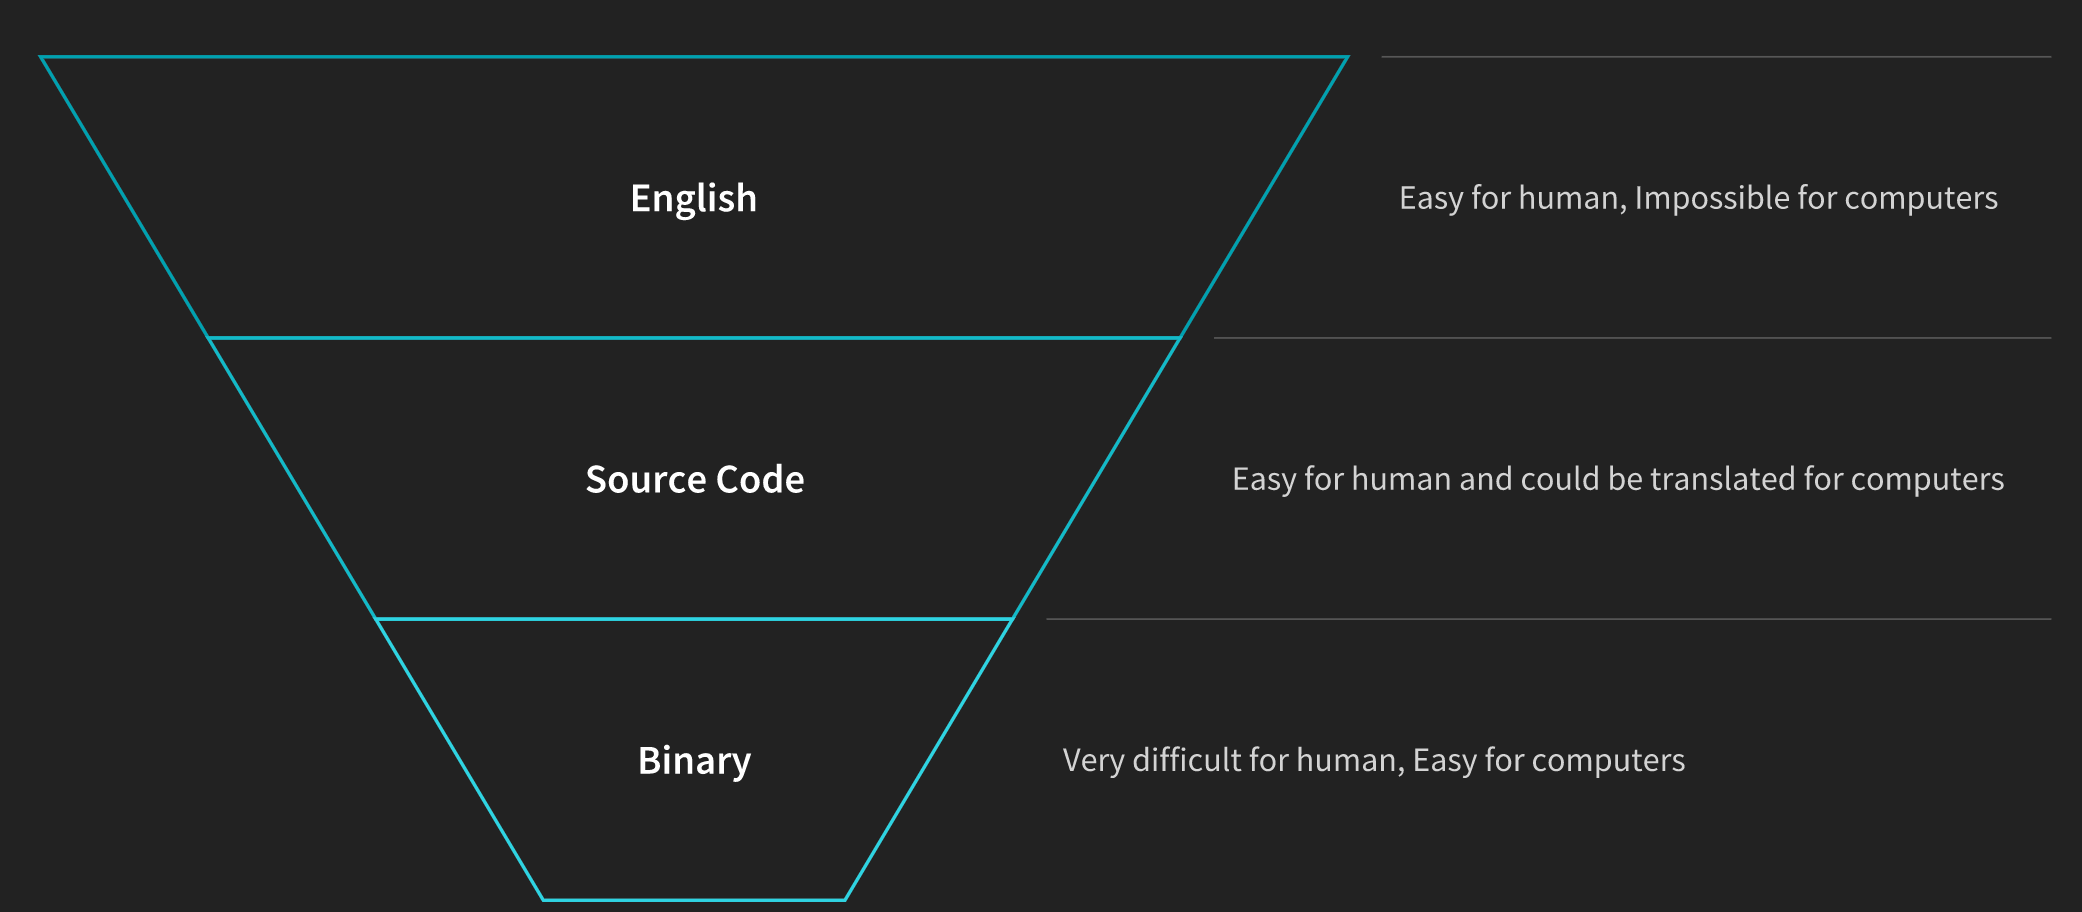 English
Easy for human, Impossible for computers
Source Code
Easy for human and could be translated for computers
Binary
Very difficult for human, Easy for computers